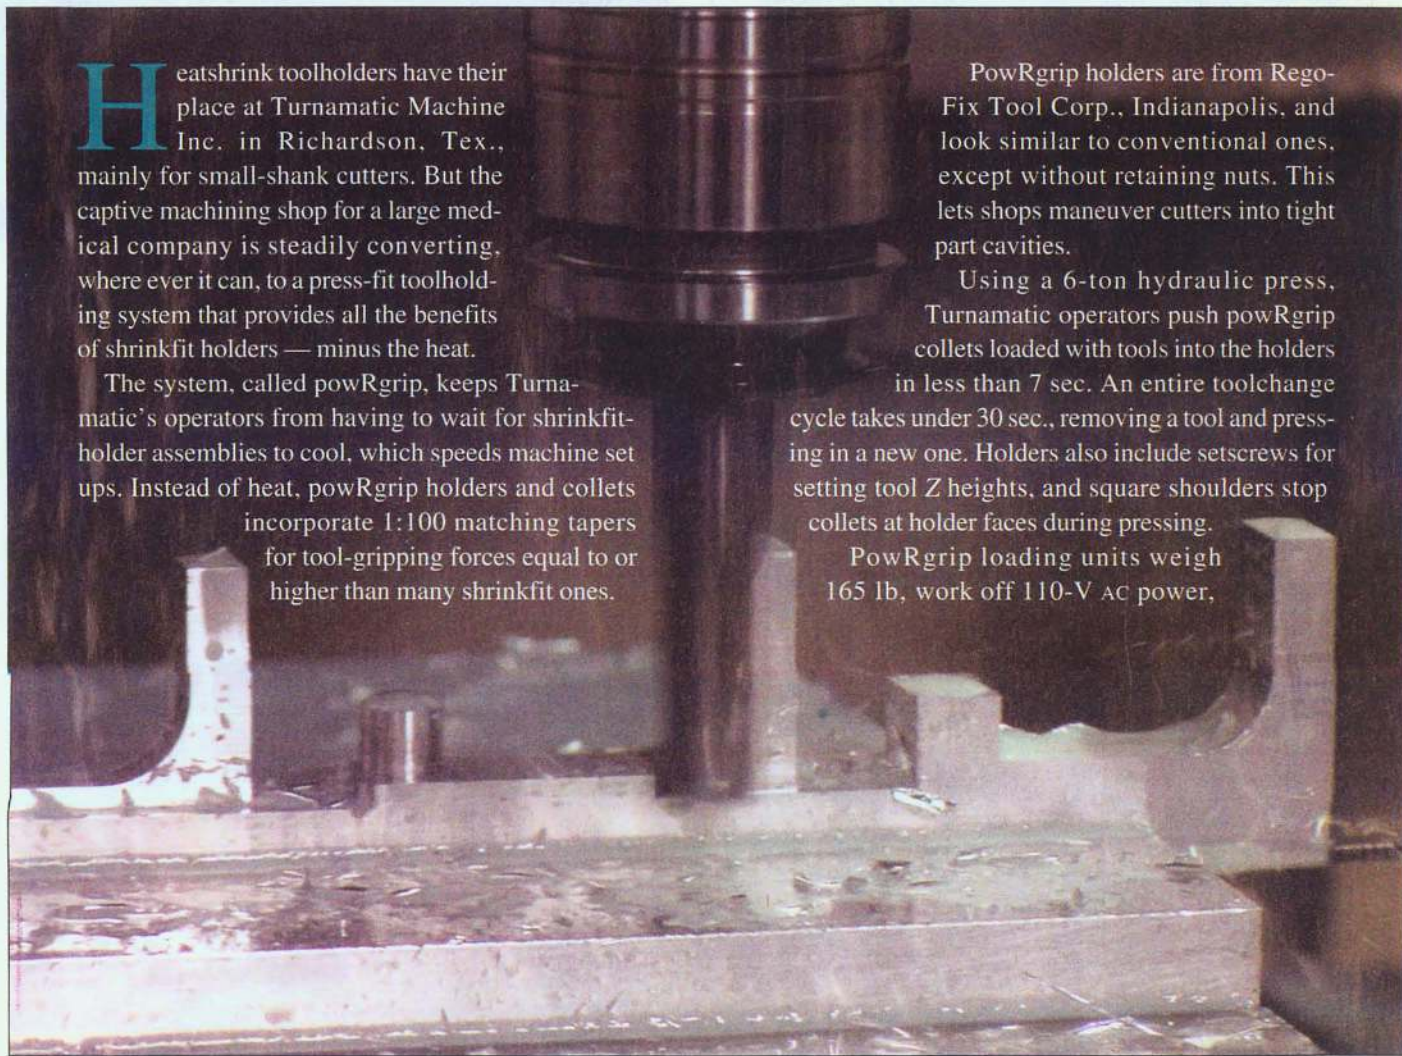 Heatshrink toolholders have their
place at Turnamatic Machine
Inc. in Richardson, Tex.,
mainly for small-shank cutters. But the
captive machining shop for a large med-
ical company is steadily converting,
where ever it can, to a press-fit toolhold-
ing system that provides all the benefits
of shrinkfit holders — minus the heat.
The system, called powRgrip, keeps Turna-
matic's operators from having to wait for shrinkfit-
holder assemblies to cool, which speeds machine set
ups. Instead of heat, powRgrip holders and collets
incorporate 1:100 matching tapers
for tool-gripping forces equal to or
higher than many shrinkfit ones.
PowRgrip holders are from Rego-
Fix Tool Corp., Indianapolis, and
look similar to conventional ones,
except without retaining nuts. This
lets shops maneuver cutters into tight
part cavities.
Using a 6-ton hydraulic press,
Turnamatic operators push powRgrip
collets loaded with tools into the holders
in less than 7 sec. An entire toolchange
cycle takes under 30 sec., removing a tool and press-
ing in a new one. Holders also include setscrews for
setting tool Z heights, and square shoulders stop
collets at holder faces during pressing.
PowRgrip loading units weigh
165 lb, work off 110-V AC power,